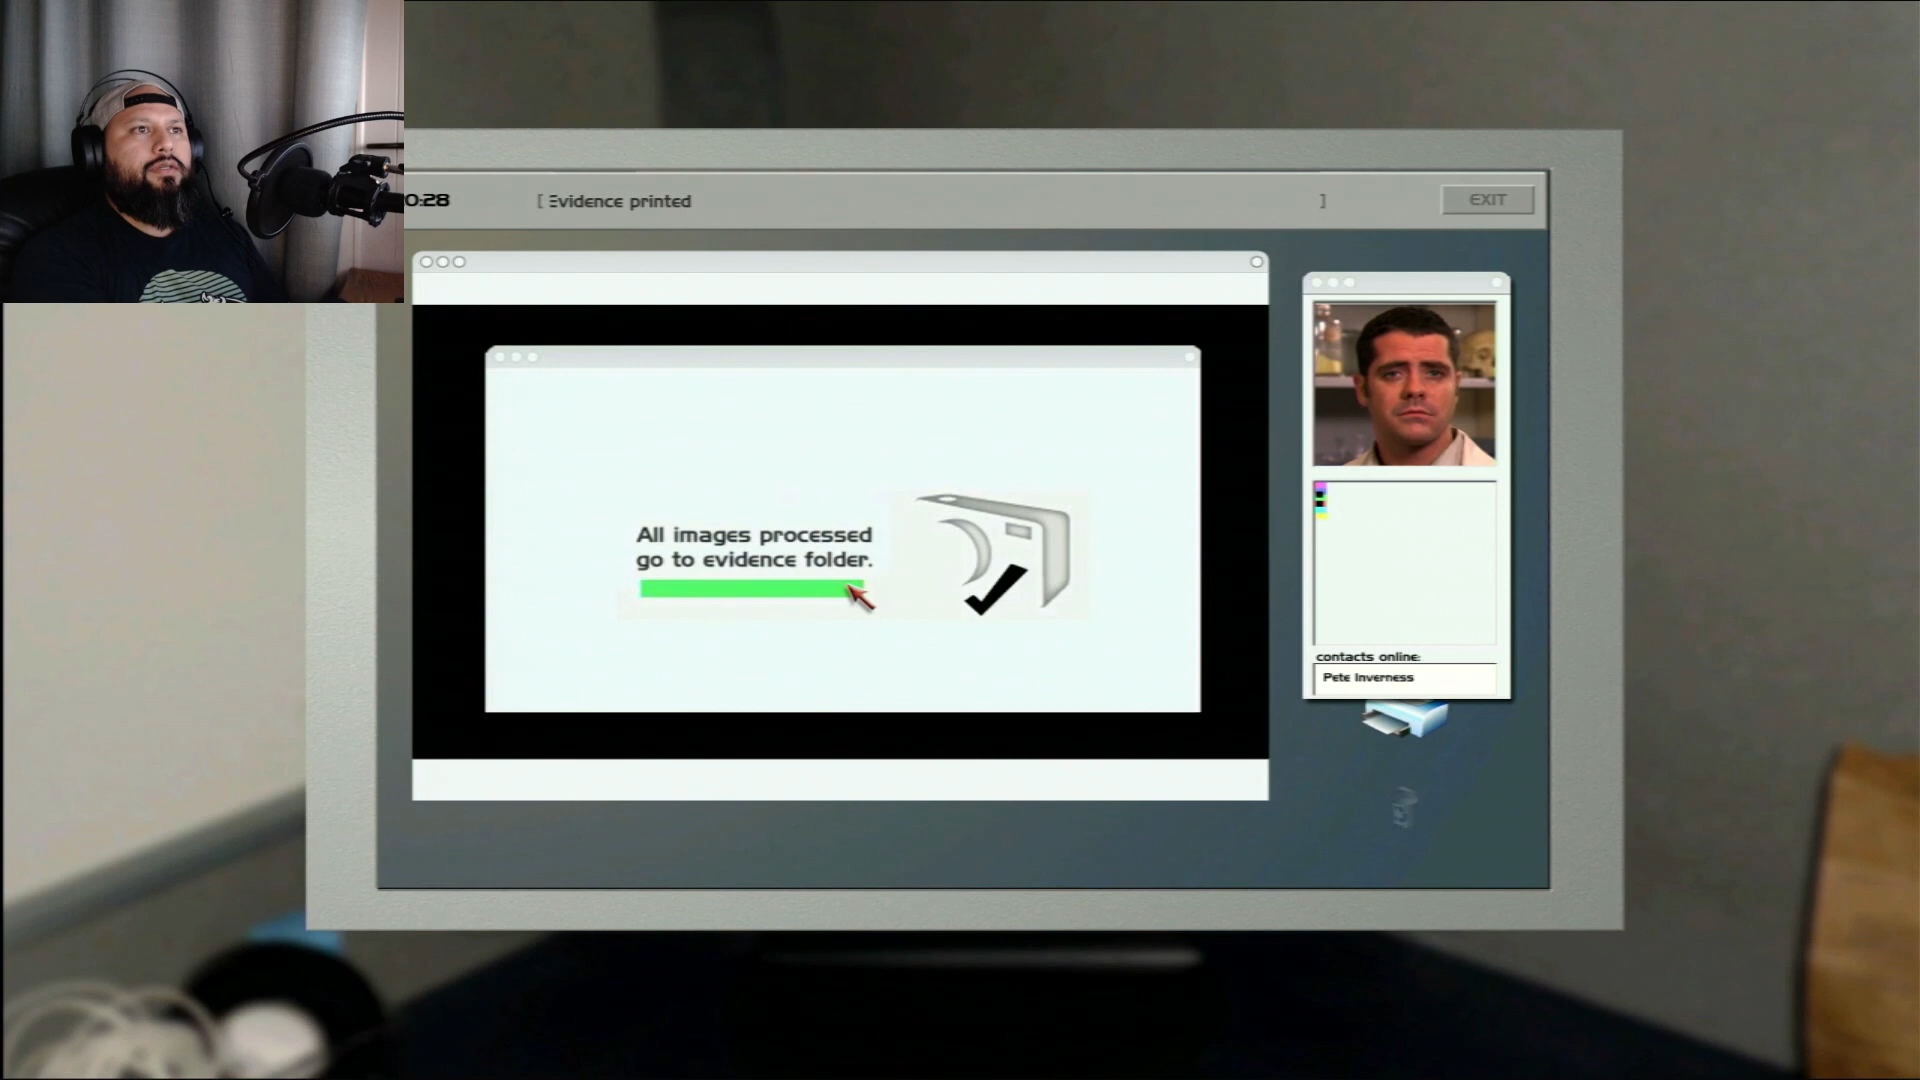 0:28
[ Evidence printed ]
EXIT
All images processed
go to evidence folder.
contacts online:
Pete Inverness